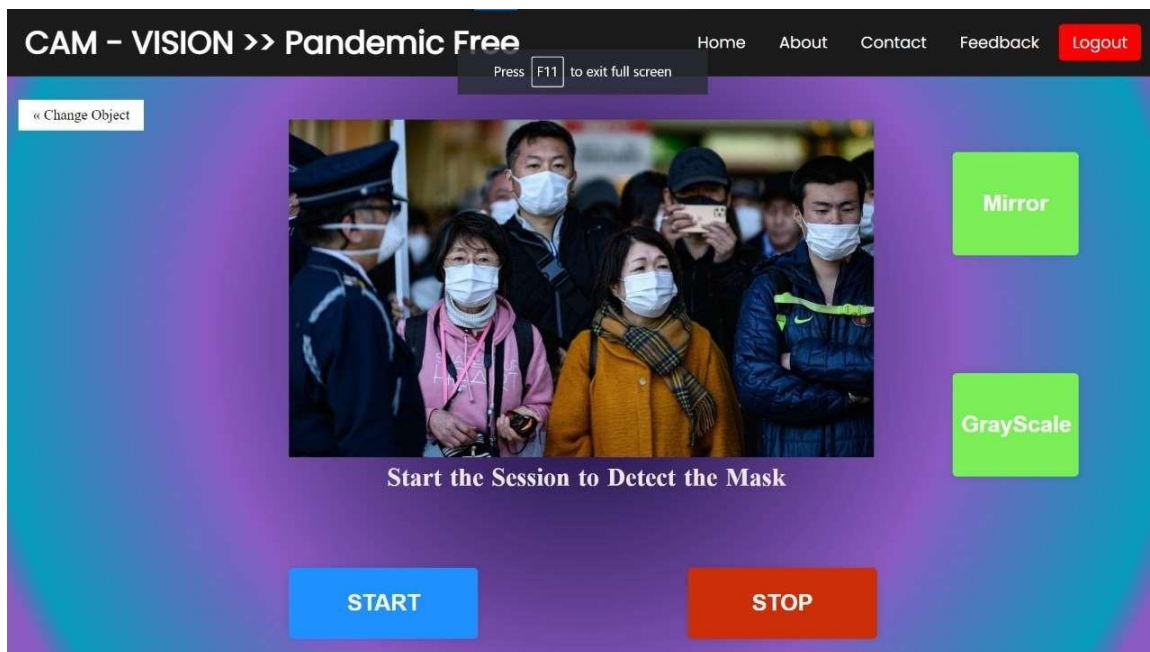 CAM - VISION >> Pandemic Free
Home About Contact Feedback Logout
Press F11 to exit full screen
« Change Object
Mirror
GrayScale
Start the Session to Detect the Mask
START
STOP